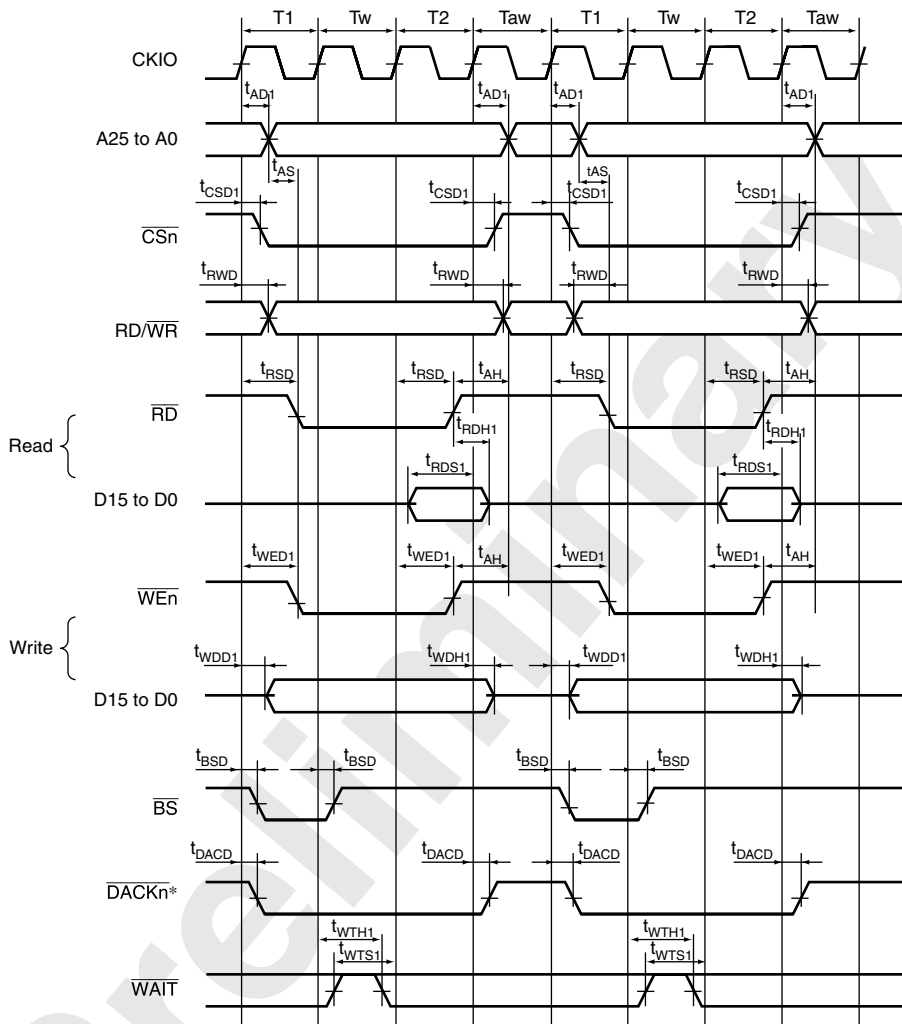 T1 Tw T2 Taw T1 Tw T2 Taw
CKIO
tAD1 tAD1 tAD1 tAD1
A25 to A0
tAS tAS
tCSD1 tCSD1 tCSD1 tCSD1
CSn
tRWD tRWD tRWD tRWD
RD/WR
tRSD tRSD tAH tRSD tRSD tAH
RD
tRDH1 tRDH1
Read
tRDS1 tRDS1
D15 to D0
tWED1 tWED1 tAH tWED1 tWED1 tAH
WEn
Write
tWDD1 tWDH1 tWDD1 tWDH1
D15 to D0
tBSD tBSD tBSD tBSD
BS
tDACD tDACD tDACD tDACD
DACKn*
tWTH1 tWTH1
tWTS1 tWTS1
WAIT
Preliminary